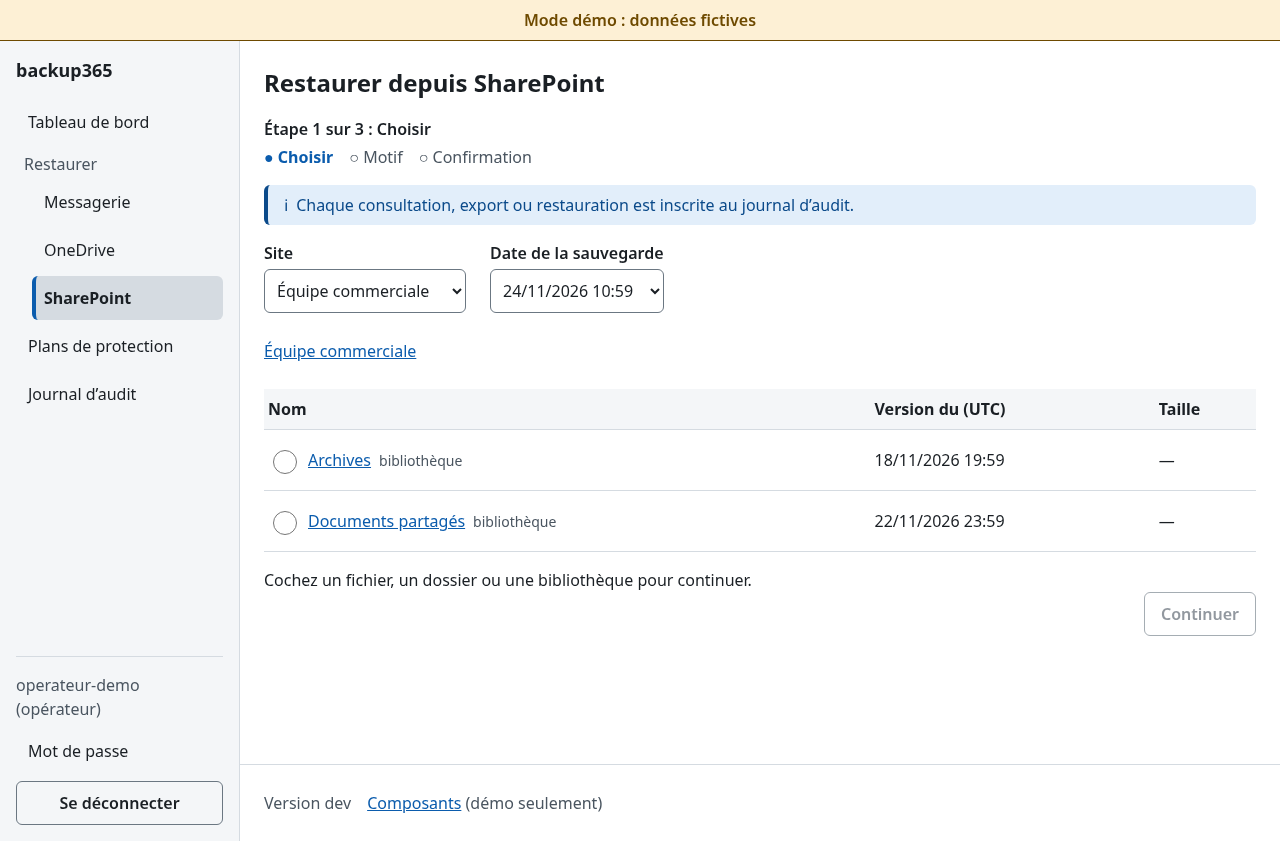 Mode démo : données fictives
backup365
Tableau de bord
Restaurer
Messagerie
OneDrive
SharePoint
Plans de protection
Journal d’audit
operateur-demo
(opérateur)
Mot de passe
Se déconnecter
Restaurer depuis SharePoint
Étape 1 sur 3 : Choisir
● Choisir ○ Motif ○ Confirmation
i Chaque consultation, export ou restauration est inscrite au journal d’audit.
Site Date de la sauvegarde
Équipe commerciale 24/11/2026 10:59
Équipe commerciale
Nom Version du (UTC) Taille
Archives bibliothèque 18/11/2026 19:59 —
Documents partagés bibliothèque 22/11/2026 23:59 —
Cochez un fichier, un dossier ou une bibliothèque pour continuer.
Continuer
Version dev Composants (démo seulement)